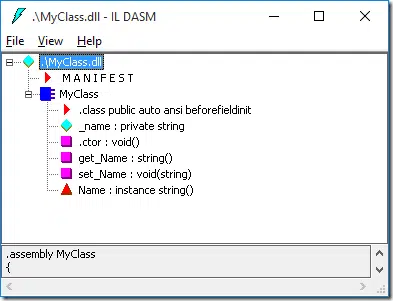 .\MyClass.dll - IL DASM
File View Help
.\MyClass.dll
M A N I F E S T
MyClass
.class public auto ansi beforefieldinit
_name : private string
.ctor : void()
get_Name : string()
set_Name : void(string)
Name : instance string()
.assembly MyClass
{